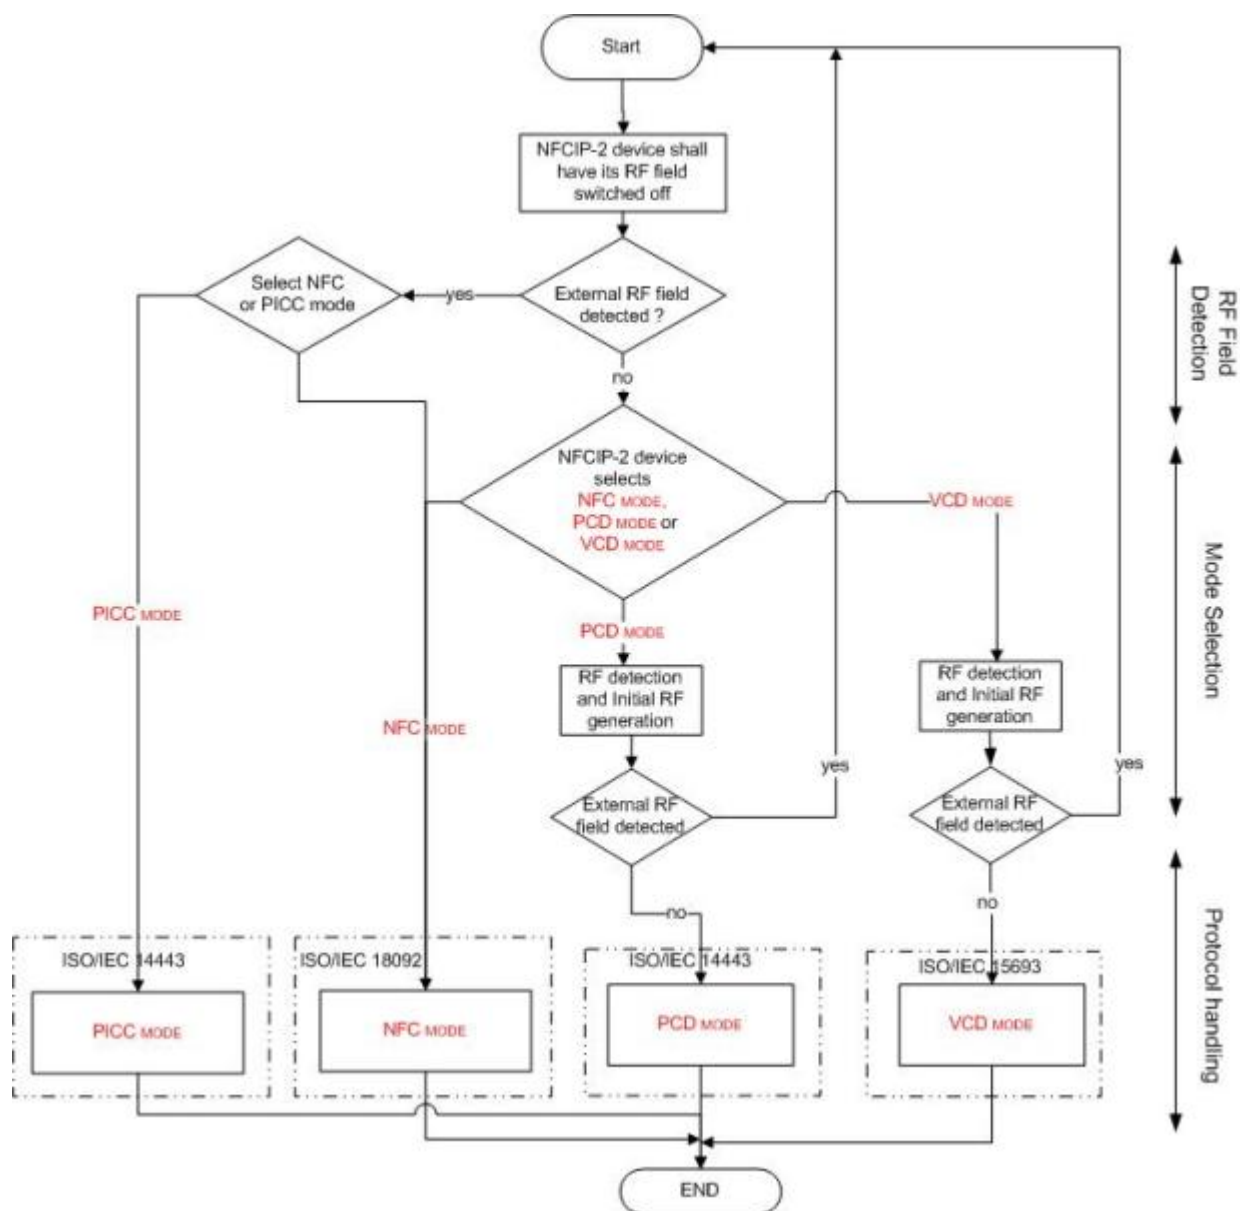 Start
NFCIP-2 device shall
have its RF field
switched off
Select NFC
or PICC mode
yes
External RF field
detected ?
no
RF Field
Detection
NFCIP-2 device
selects
NFC MODE,
PCD MODE or
VCD MODE
VCD MODE
Mode Selection
PICC MODE
PCD MODE
NFC MODE
RF detection
and Initial RF
generation
RF detection
and Initial RF
generation
yes
yes
External RF
field detected
External RF
field detected
no
no
Protocol handling
ISO/IEC 14443
ISO/IEC 18092
ISO/IEC 14443
ISO/IEC 15693
PICC MODE
NFC MODE
PCD MODE
VCD MODE
END